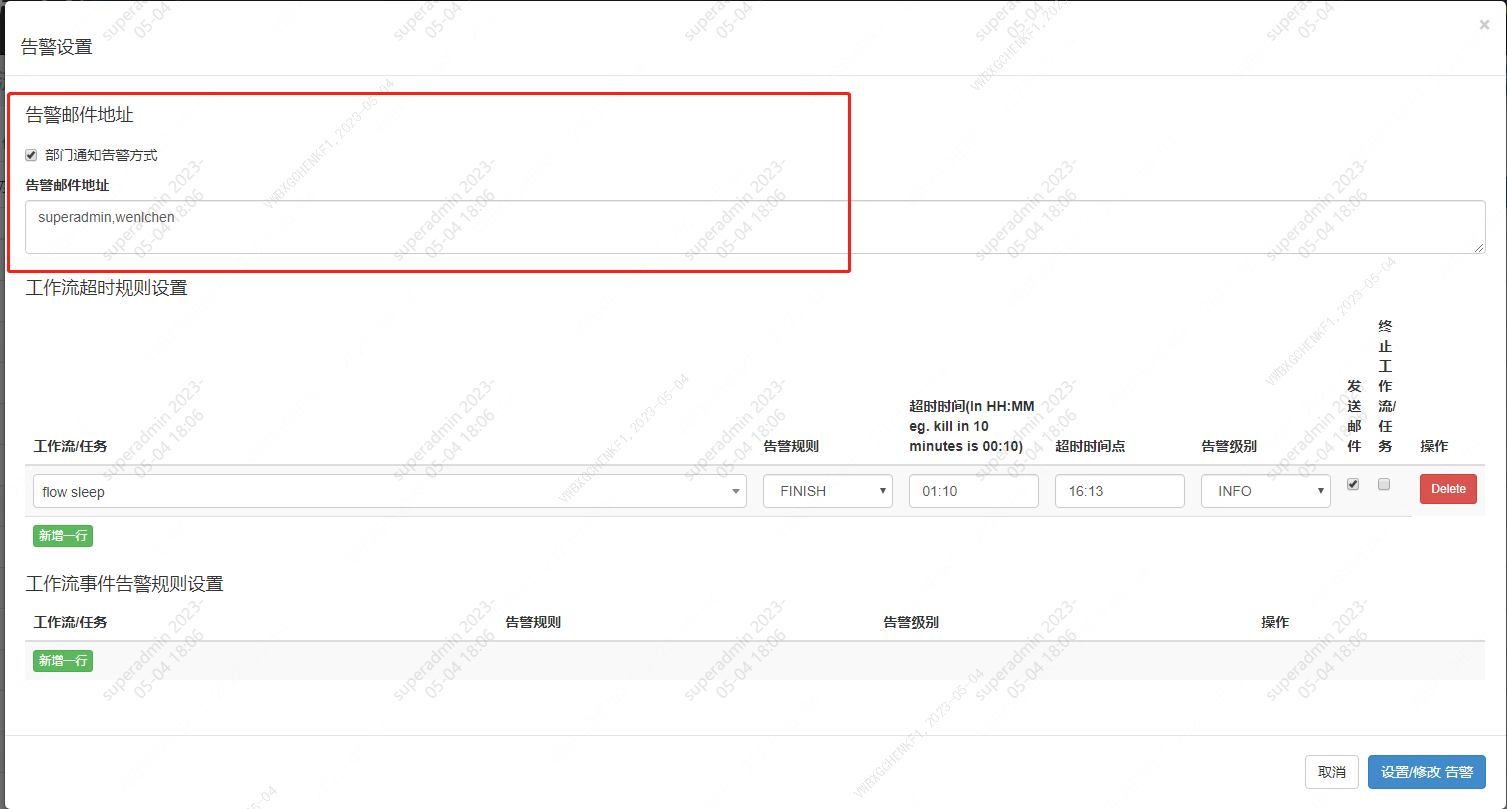 告警设置
×
告警邮件地址
部门通知告警方式
告警邮件地址
superadmin,wenlchen
工作流超时规则设置
工作流/任务
告警规则
超时时间(In HH:MM
eg. kill in 10
minutes is 00:10)
超时时间点
告警级别
发送邮件
终止工作流/任务
操作
flow sleep
FINISH
01:10
16:13
INFO
Delete
新增一行
工作流事件告警规则设置
工作流/任务
告警规则
告警级别
操作
新增一行
取消
设置/修改 告警
superadmin 2023-
05-04 18:06
VWBXGCHENKF1, 2023-05-04